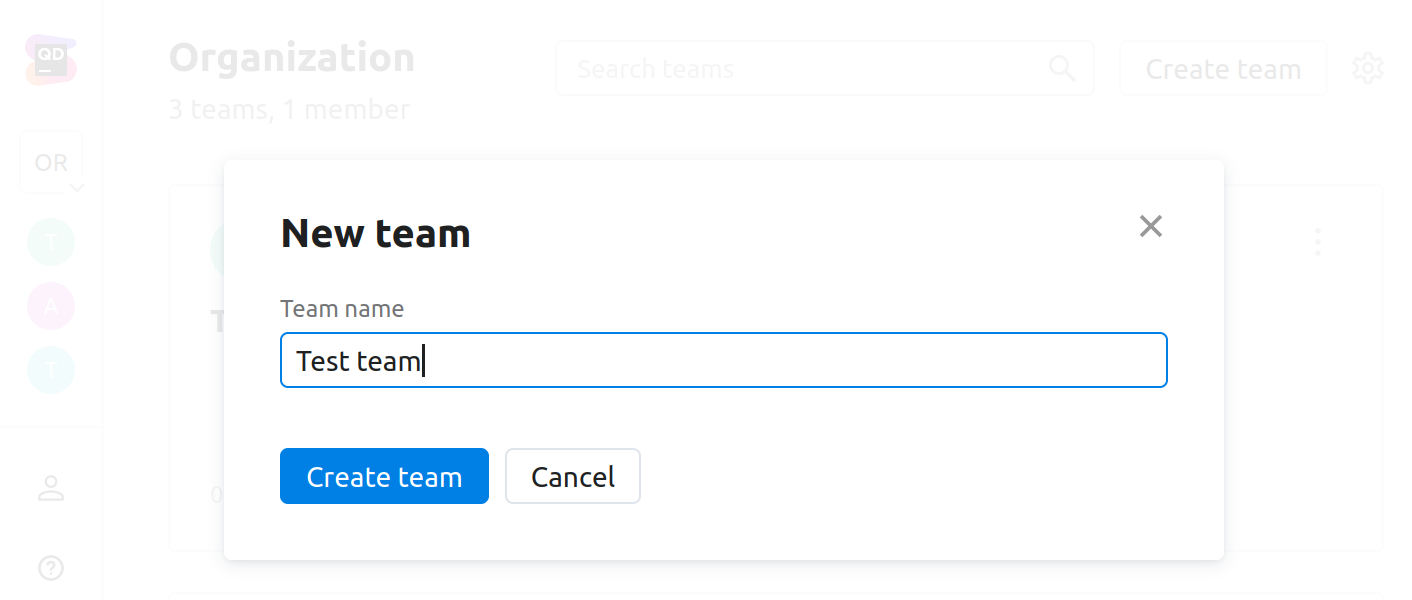 QD
Organization
Search teams
Create team
3 teams, 1 member
OR
New team
T
Team name
A
T
Test team
T
Create team
Cancel
0
?